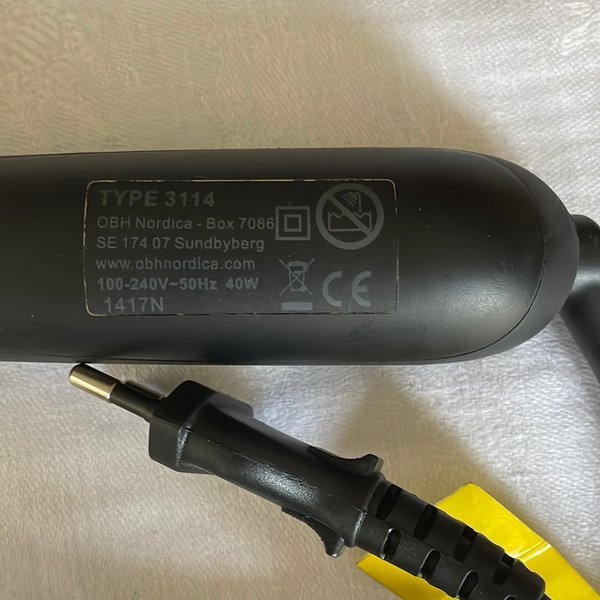 TYPE 3114
OBH Nordica - Box 7086
SE 174 07 Sundbyberg
www.obhnordica.com
100-240V~50Hz 40W
1417N
CE